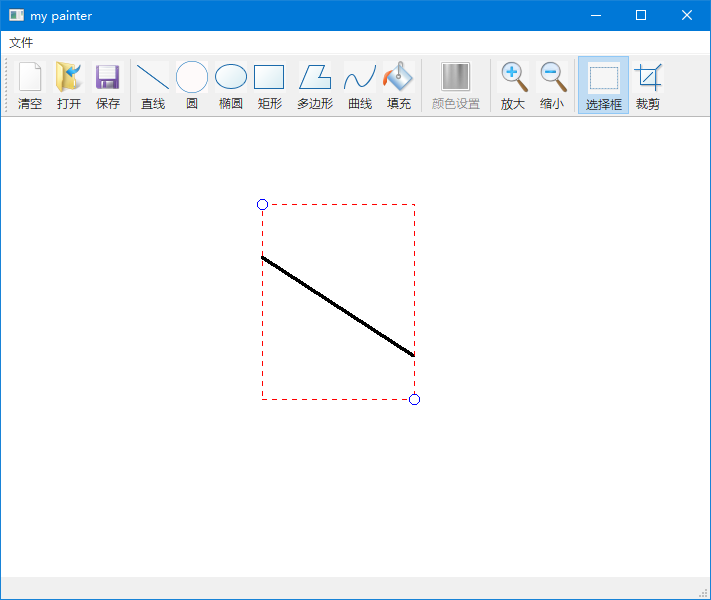 my painter
文件
清空 打开 保存 直线 圆 椭圆 矩形 多边形 曲线 填充 颜色设置 放大 缩小 选择框 裁剪